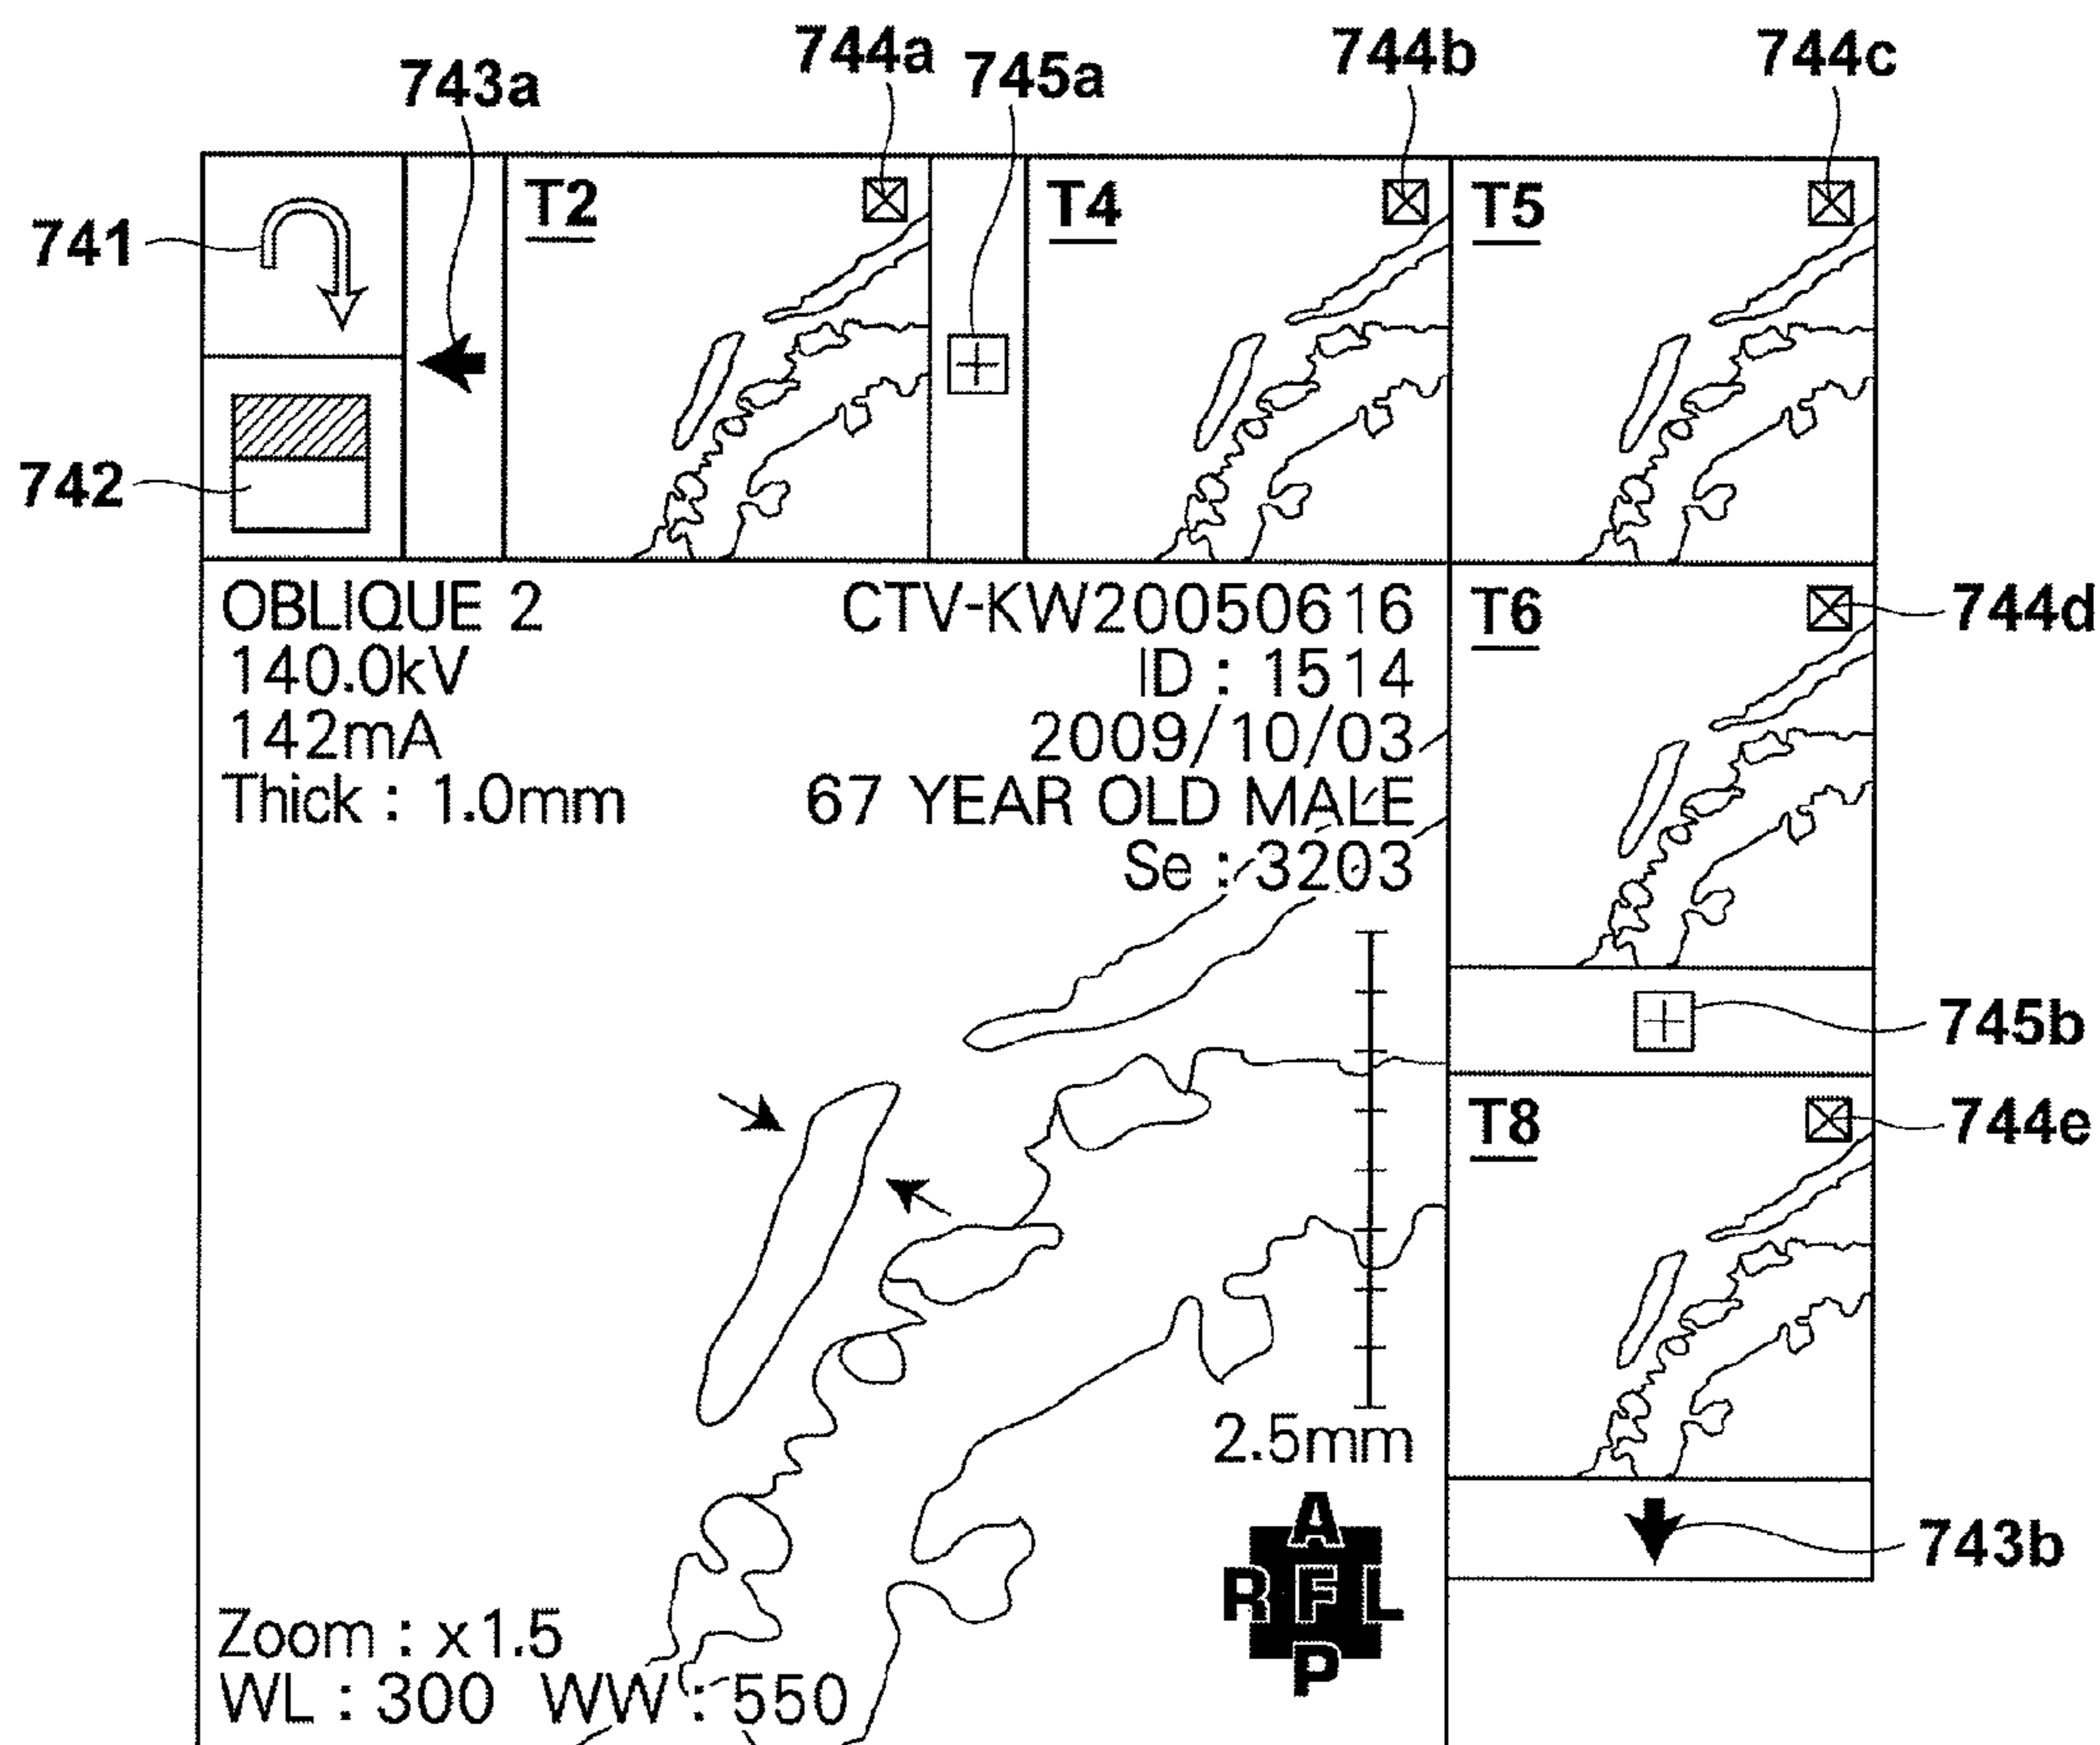 744a
745a
744b
744c
743a
T2
T4
T5
741
742
OBLIQUE 2
140.0kV
142mA
Thick : 1.0mm
CTV-KW20050616
ID : 1514
2009/10/03
67 YEAR OLD MALE
Se : 3203
T6
744d
745b
T8
744e
2.5mm
743b
A
R F L
P
Zoom : x1.5
WL : 300 WW : 550